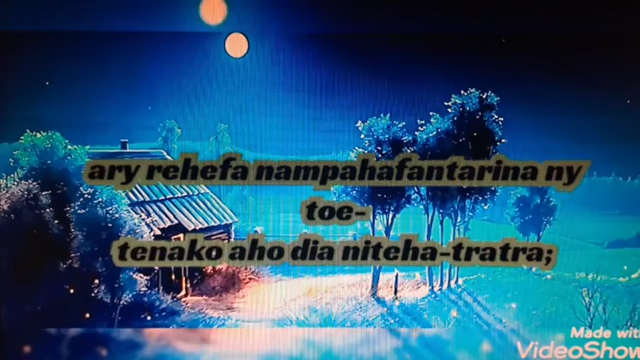 ary rehefa nampahafantarina ny
toe-
tenako aho dia niteha-tratra;
Made with
VideoShow